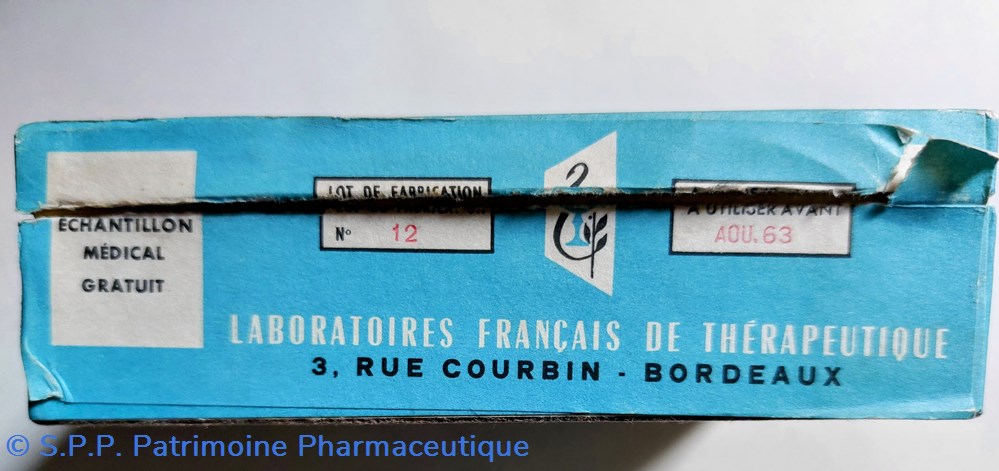 ÉCHANTILLON
MÉDICAL
GRATUIT
LOT DE FABRICATION
N° 12
A UTILISER AVANT
AOU. 63
LABORATOIRES FRANÇAIS DE THÉRAPEUTIQUE
3, RUE COURBIN - BORDEAUX
© S.P.P. Patrimoine Pharmaceutique